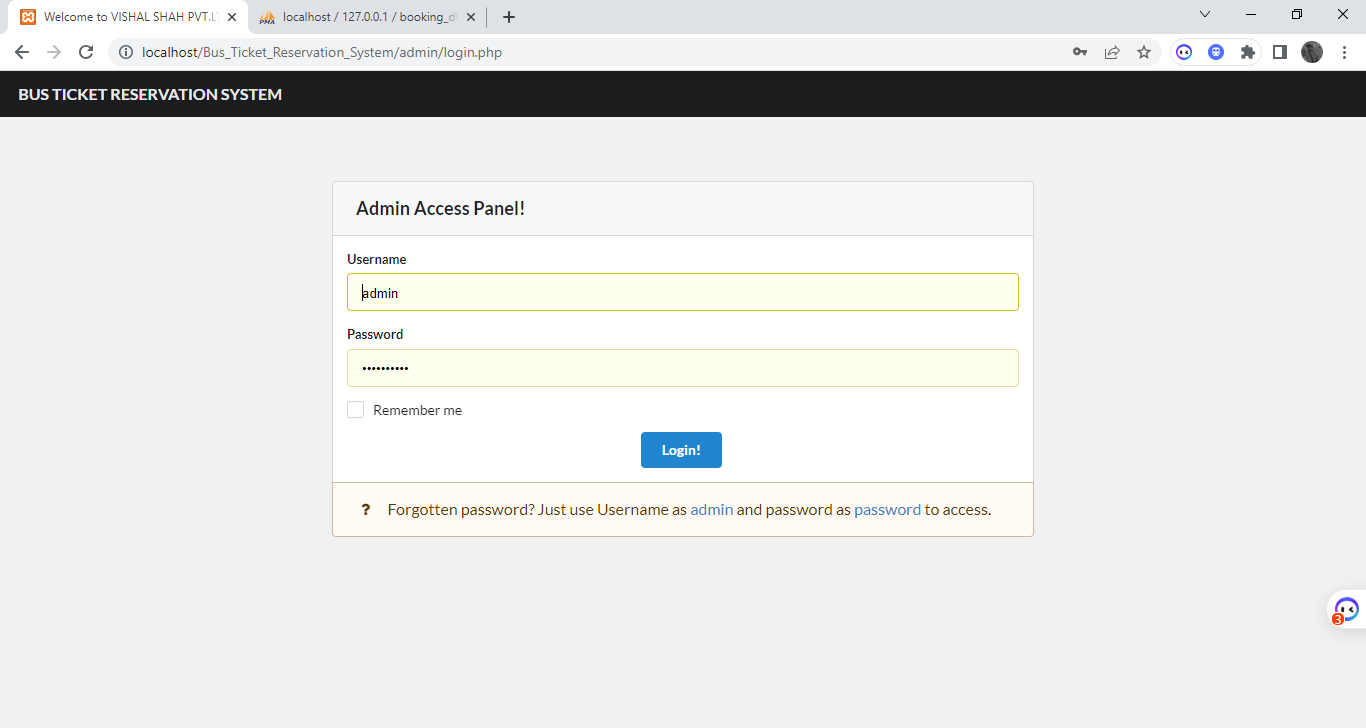 Welcome to VISHAL SHAH PVT.LT
localhost / 127.0.0.1 / booking_d
localhost/Bus_Ticket_Reservation_System/admin/login.php
BUS TICKET RESERVATION SYSTEM
Admin Access Panel!
Username
admin
Password
Remember me
Login!
? Forgotten password? Just use Username as admin and password as password to access.
3